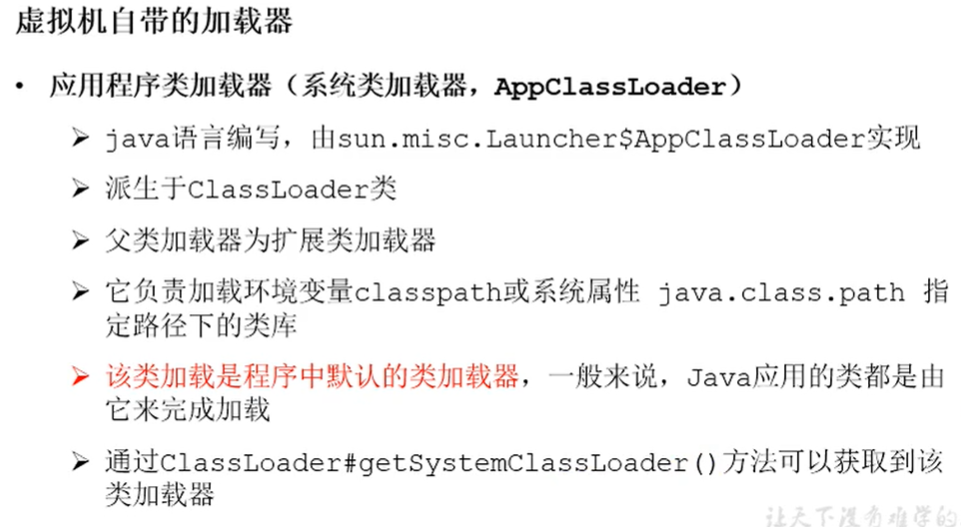 虚拟机自带的加载器
• 应用程序类加载器（系统类加载器，AppClassLoader）
➢ java语言编写，由sun.misc.Launcher$AppClassLoader实现
➢ 派生于ClassLoader类
➢ 父类加载器为扩展类加载器
➢ 它负责加载环境变量classpath或系统属性 java.class.path 指
定路径下的类库
➢ 该类加载是程序中默认的类加载器，一般来说，Java应用的类都是由
它来完成加载
➢ 通过ClassLoader#getSystemClassLoader()方法可以获取到该
类加载器
让天下没有难学的